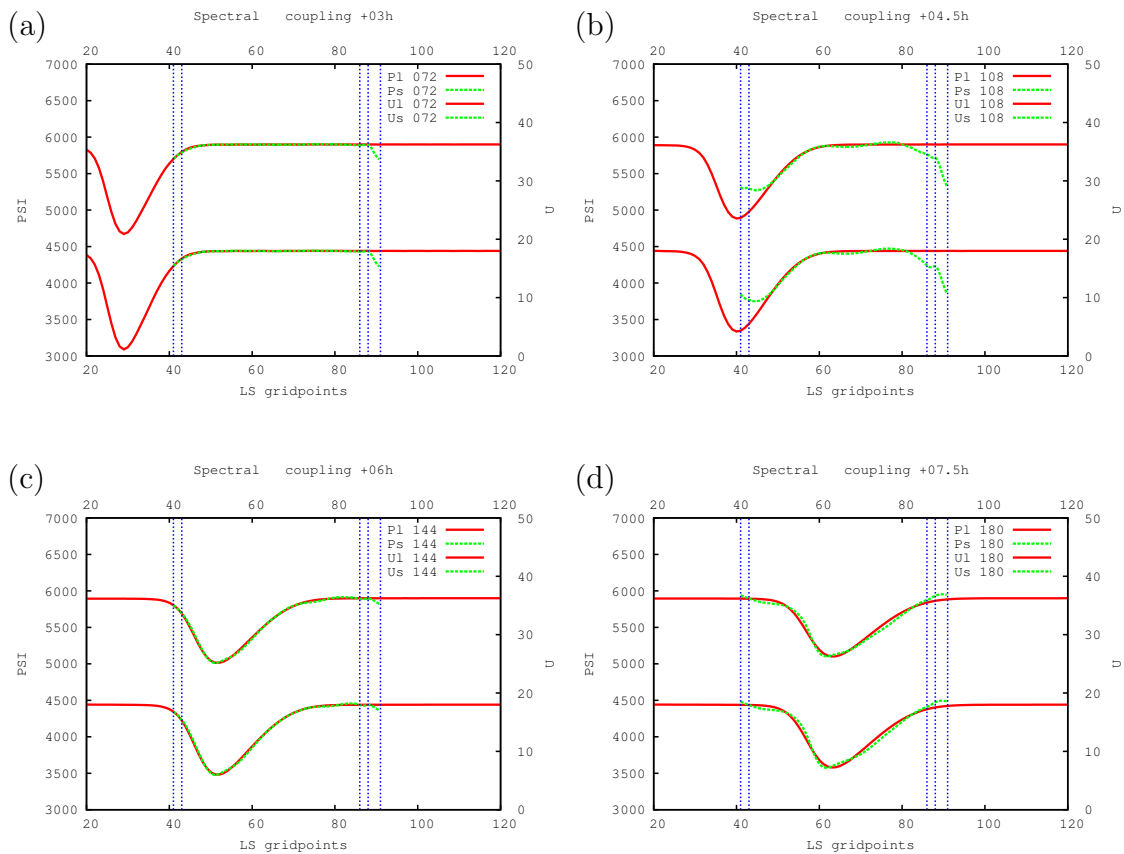 (a)
Spectral coupling +03h
20 40 60 80 100 120
7000 50
Pl 072
Ps 072
Ul 072
Us 072
6500
6000 40
5500 30
PSI U
5000 20
4500
4000 10
3500
3000 0
20 40 60 80 100 120
LS gridpoints
(b)
Spectral coupling +04.5h
20 40 60 80 100 120
7000 50
Pl 108
Ps 108
Ul 108
Us 108
6500
6000 40
5500 30
PSI U
5000 20
4500
4000 10
3500
3000 0
20 40 60 80 100 120
LS gridpoints
(c)
Spectral coupling +06h
20 40 60 80 100 120
7000 50
Pl 144
Ps 144
Ul 144
Us 144
6500
6000 40
5500 30
PSI U
5000 20
4500
4000 10
3500
3000 0
20 40 60 80 100 120
LS gridpoints
(d)
Spectral coupling +07.5h
20 40 60 80 100 120
7000 50
Pl 180
Ps 180
Ul 180
Us 180
6500
6000 40
5500 30
PSI U
5000 20
4500
4000 10
3500
3000 0
20 40 60 80 100 120
LS gridpoints